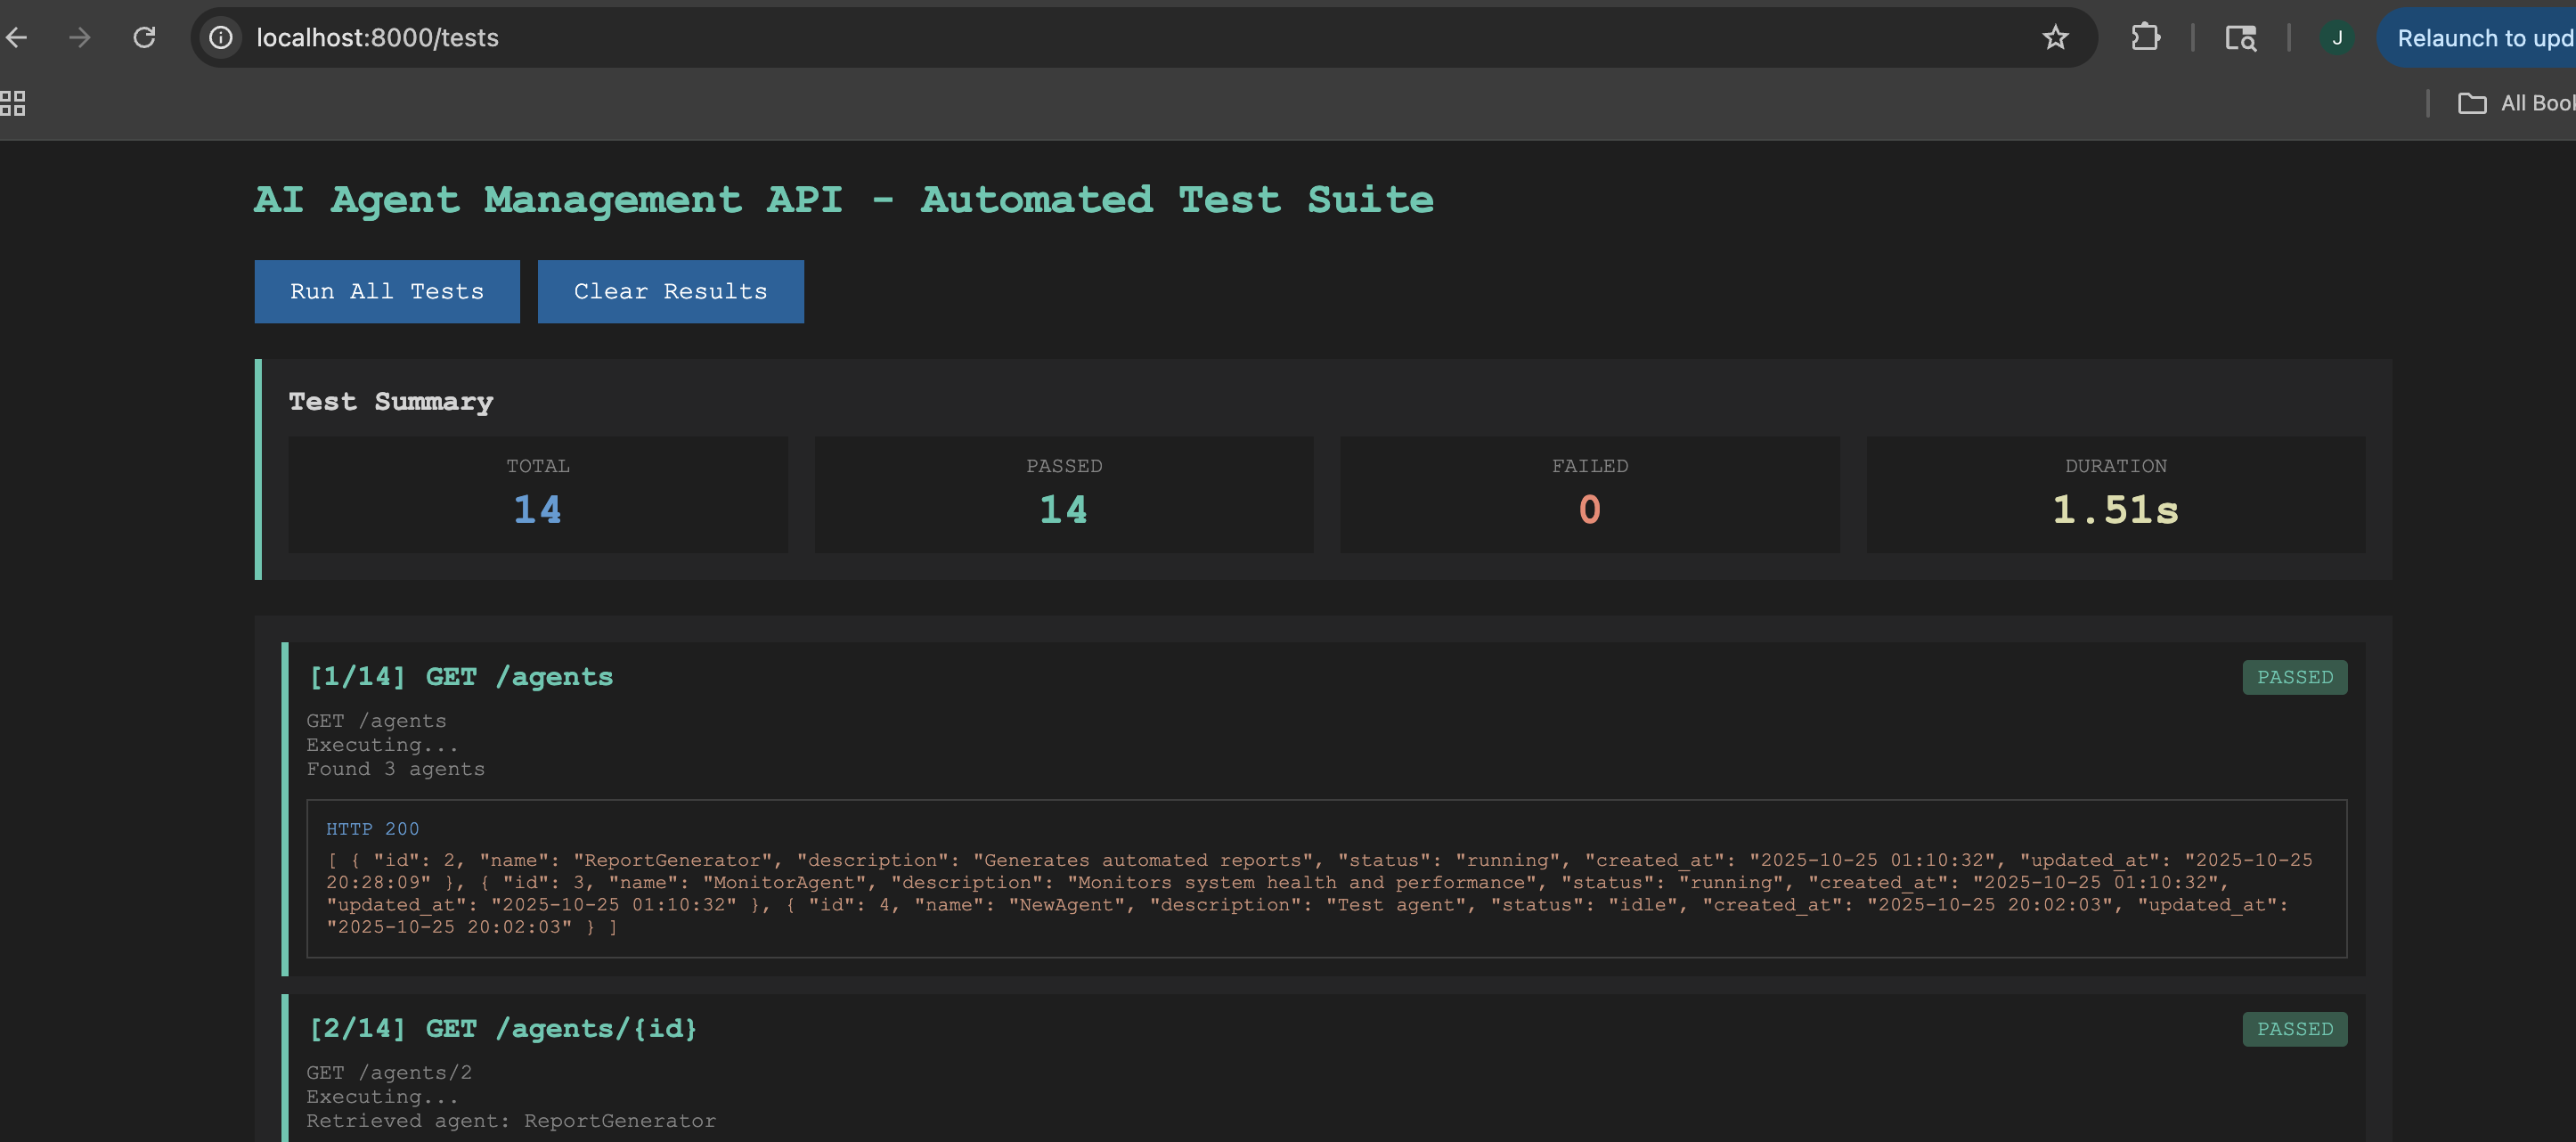 localhost:8000/tests
J
Relaunch to upd
All Bool
AI Agent Management API - Automated Test Suite
Run All Tests
Clear Results
Test Summary
TOTAL
14
PASSED
14
FAILED
0
DURATION
1.51s
[1/14] GET /agents
PASSED
GET /agents
Executing...
Found 3 agents
HTTP 200
[ { "id": 2, "name": "ReportGenerator", "description": "Generates automated reports", "status": "running", "created_at": "2025-10-25 01:10:32", "updated_at": "2025-10-25
20:28:09" }, { "id": 3, "name": "MonitorAgent", "description": "Monitors system health and performance", "status": "running", "created_at": "2025-10-25 01:10:32",
"updated_at": "2025-10-25 01:10:32" }, { "id": 4, "name": "NewAgent", "description": "Test agent", "status": "idle", "created_at": "2025-10-25 20:02:03", "updated_at":
"2025-10-25 20:02:03" } ]
[2/14] GET /agents/{id}
PASSED
GET /agents/2
Executing...
Retrieved agent: ReportGenerator